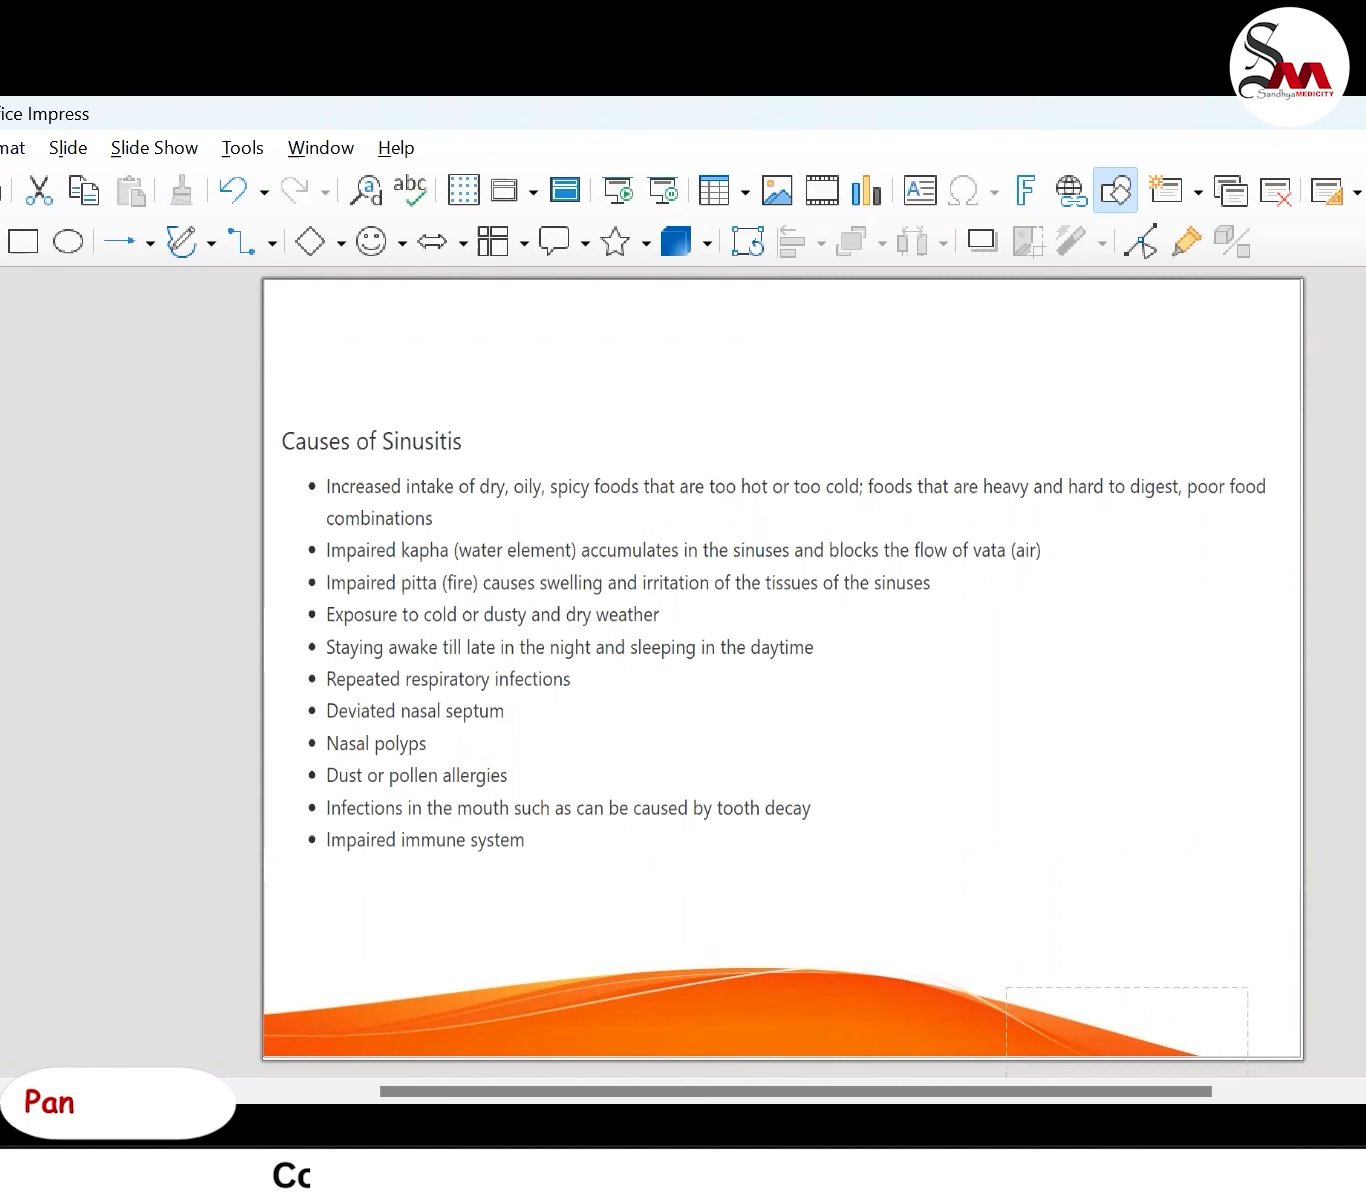 Sandhya MEDICITY
ice Impress
mat Slide Slide Show Tools Window Help
Causes of Sinusitis
• Increased intake of dry, oily, spicy foods that are too hot or too cold; foods that are heavy and hard to digest, poor food
combinations
• Impaired kapha (water element) accumulates in the sinuses and blocks the flow of vata (air)
• Impaired pitta (fire) causes swelling and irritation of the tissues of the sinuses
• Exposure to cold or dusty and dry weather
• Staying awake till late in the night and sleeping in the daytime
• Repeated respiratory infections
• Deviated nasal septum
• Nasal polyps
• Dust or pollen allergies
• Infections in the mouth such as can be caused by tooth decay
• Impaired immune system
Pan